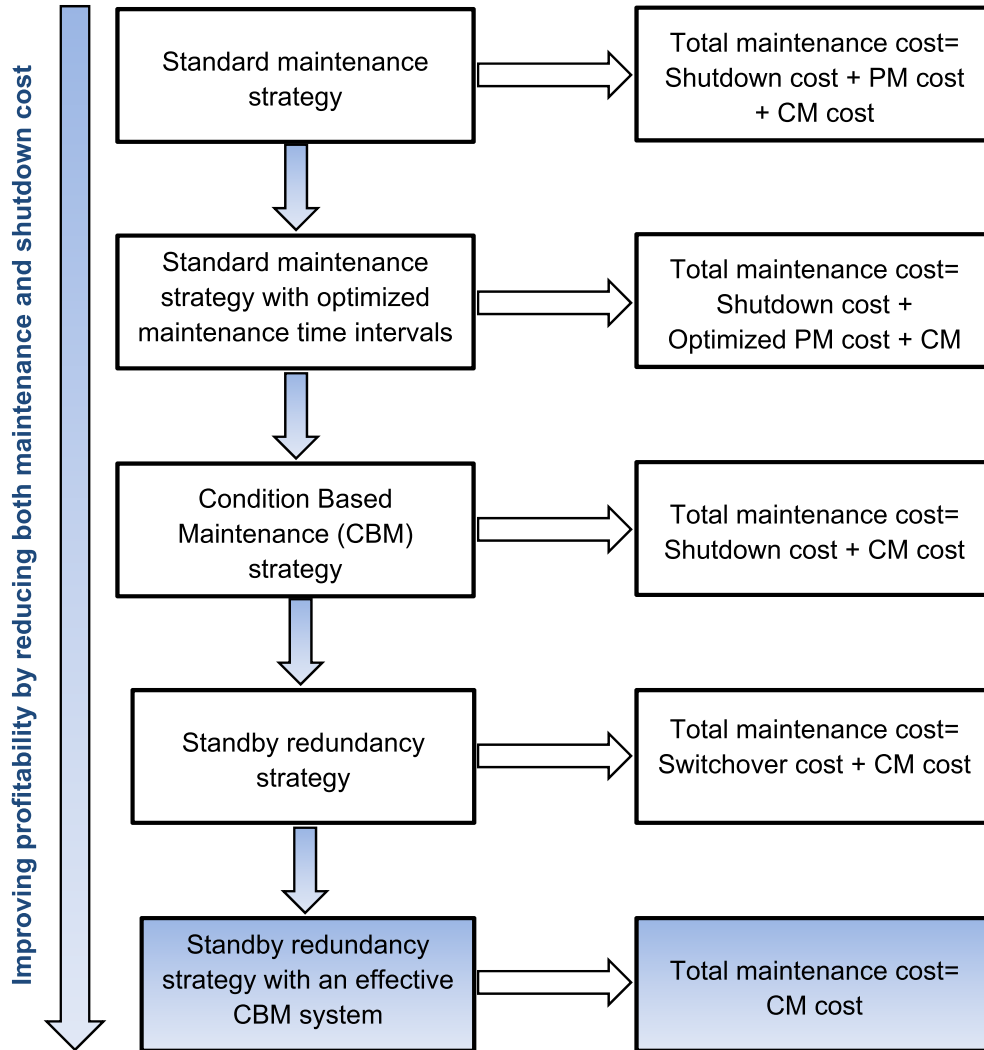 Improving profitability by reducing both maintenance and shutdown cost
Standard maintenance
strategy
Total maintenance cost=
Shutdown cost + PM cost
+ CM cost
Standard maintenance
strategy with optimized
maintenance time intervals
Total maintenance cost=
Shutdown cost +
Optimized PM cost + CM
Condition Based
Maintenance (CBM)
strategy
Total maintenance cost=
Shutdown cost + CM cost
Standby redundancy
strategy
Total maintenance cost=
Switchover cost + CM cost
Standby redundancy
strategy with an effective
CBM system
Total maintenance cost=
CM cost